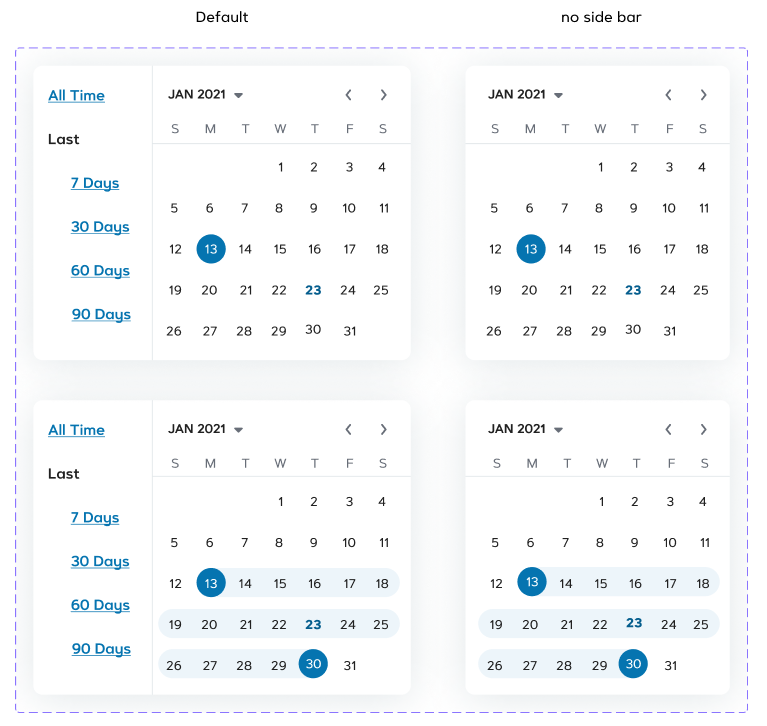 Default
no side bar
All Time
Last
7 Days
30 Days
60 Days
90 Days
JAN 2021
S M T W T F S
1 2 3 4
5 6 7 8 9 10 11
12 13 14 15 16 17 18
19 20 21 22 23 24 25
26 27 28 29 30 31
JAN 2021
S M T W T F S
1 2 3 4
5 6 7 8 9 10 11
12 13 14 15 16 17 18
19 20 21 22 23 24 25
26 27 28 29 30 31
All Time
Last
7 Days
30 Days
60 Days
90 Days
JAN 2021
S M T W T F S
1 2 3 4
5 6 7 8 9 10 11
12 13 14 15 16 17 18
19 20 21 22 23 24 25
26 27 28 29 30 31
JAN 2021
S M T W T F S
1 2 3 4
5 6 7 8 9 10 11
12 13 14 15 16 17 18
19 20 21 22 23 24 25
26 27 28 29 30 31